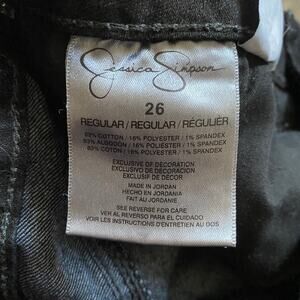 Jessica Simpson
26
REGULAR / REGULAR / RÉGULIER
83% COTTON / 16% POLYESTER / 1% SPANDEX
83% ALGODÓN / 16% POLYESTER / 1% SPANDEX
83% COTON / 16% POLYESTER / 1% SPANDEX
EXCLUSIVE OF DECORATION
EXCLUSIVO DE DECORACION
EXCLUSIF DE DÉCOR
MADE IN JORDAN
HECHO EN JORDANIA
FAIT AU JORDANIE
SEE REVERSE FOR CARE
VER AL REVERSO PARA EL CUIDADO
VOIR LES INSTRUCTIONS D'ENTRETIEN AU DOS